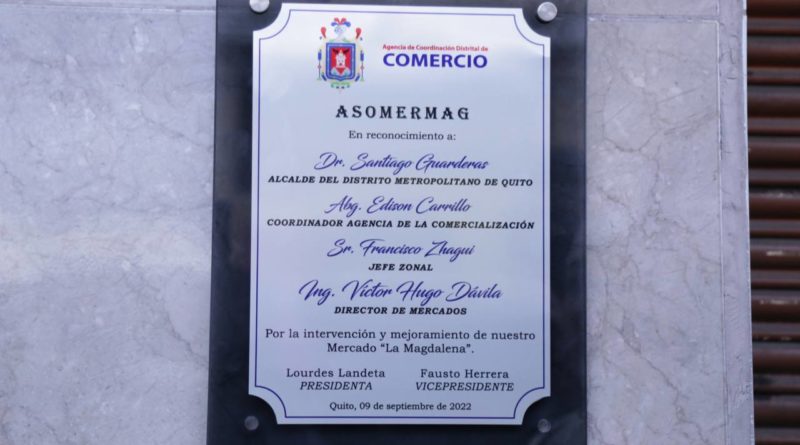 Agencia de Coordinación Distrital de
COMERCIO
ASOMERMAG
En reconocimiento a:
Dr. Santiago Guarderas
ALCALDE DEL DISTRITO METROPOLITANO DE QUITO
Abg. Edison Carrillo
COORDINADOR AGENCIA DE LA COMERCIALIZACIÓN
Sr. Francisco Zhagui
JEFE ZONAL
Ing. Víctor Hugo Dávila
DIRECTOR DE MERCADOS
Por la intervención y mejoramiento de nuestro
Mercado “La Magdalena”.
Lourdes Landeta Fausto Herrera
PRESIDENTA VICEPRESIDENTE
Quito, 09 de septiembre de 2022